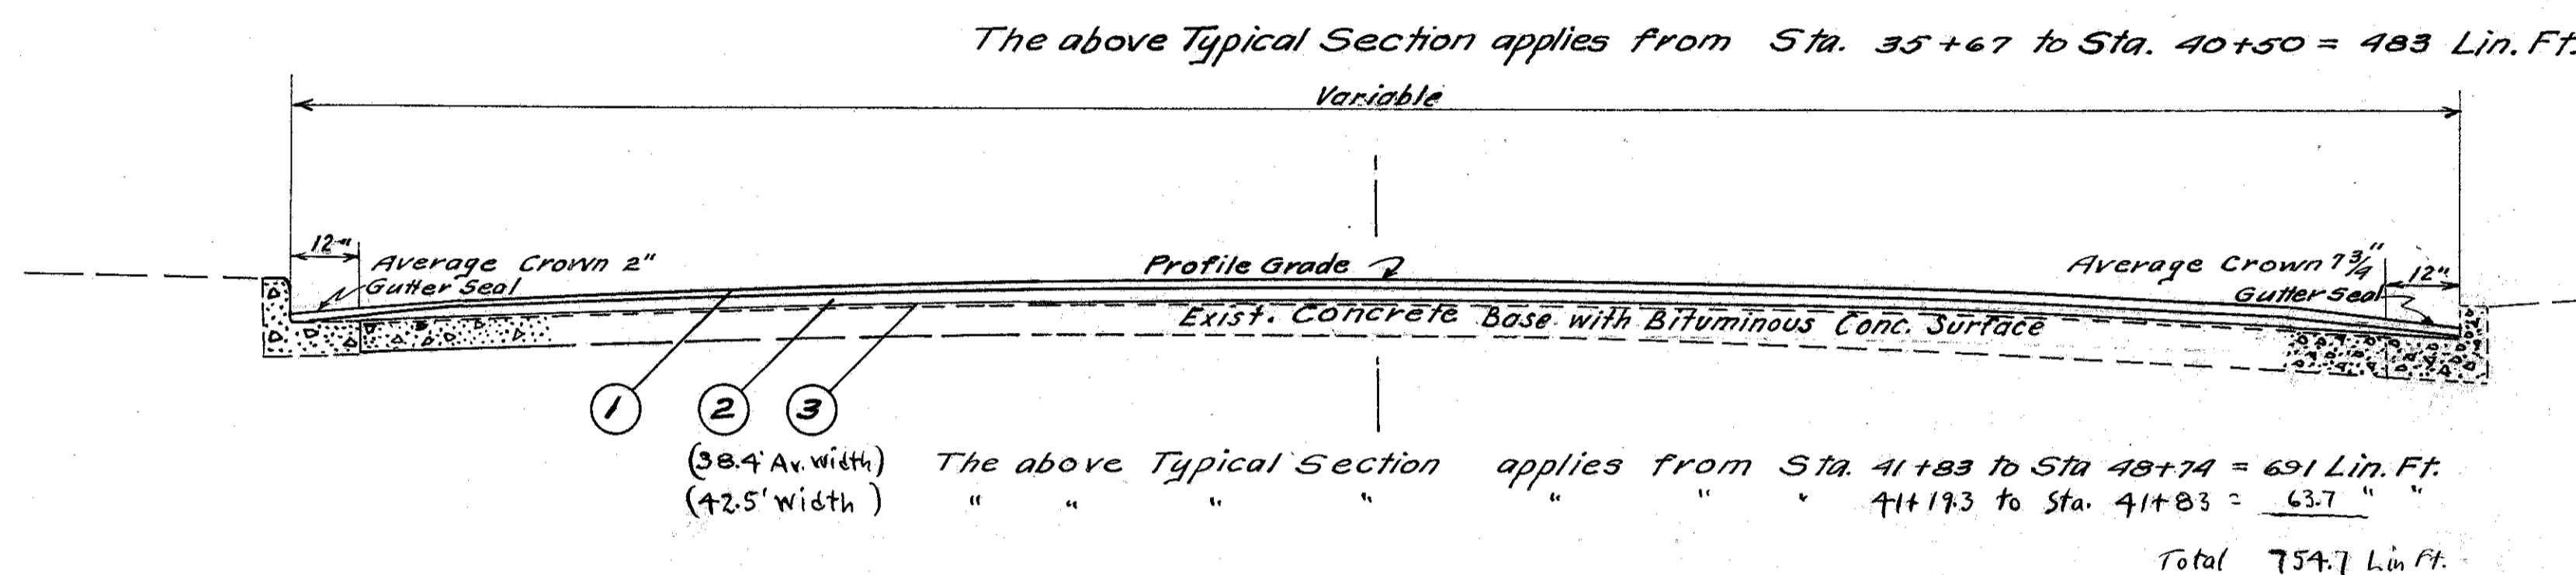 The above Typical Section applies from Sta. 35+67 to Sta. 40+50 = 483 Lin. Ft.
Variable
12"
Average Crown 2"
Gutter Seal
Profile Grade
Average Crown 7 3/4"
12"
Gutter Seal
Exist. Concrete Base with Bituminous Conc. Surface
1 2 3
(38.4' Av. Width) The above Typical Section applies from Sta. 41+83 to Sta 48+74 = 691 Lin. Ft.
(42.5' Width) " " " " " " " 41+19.3 to Sta. 41+83 = 63.7 " "
Total 754.7 Lin Ft.